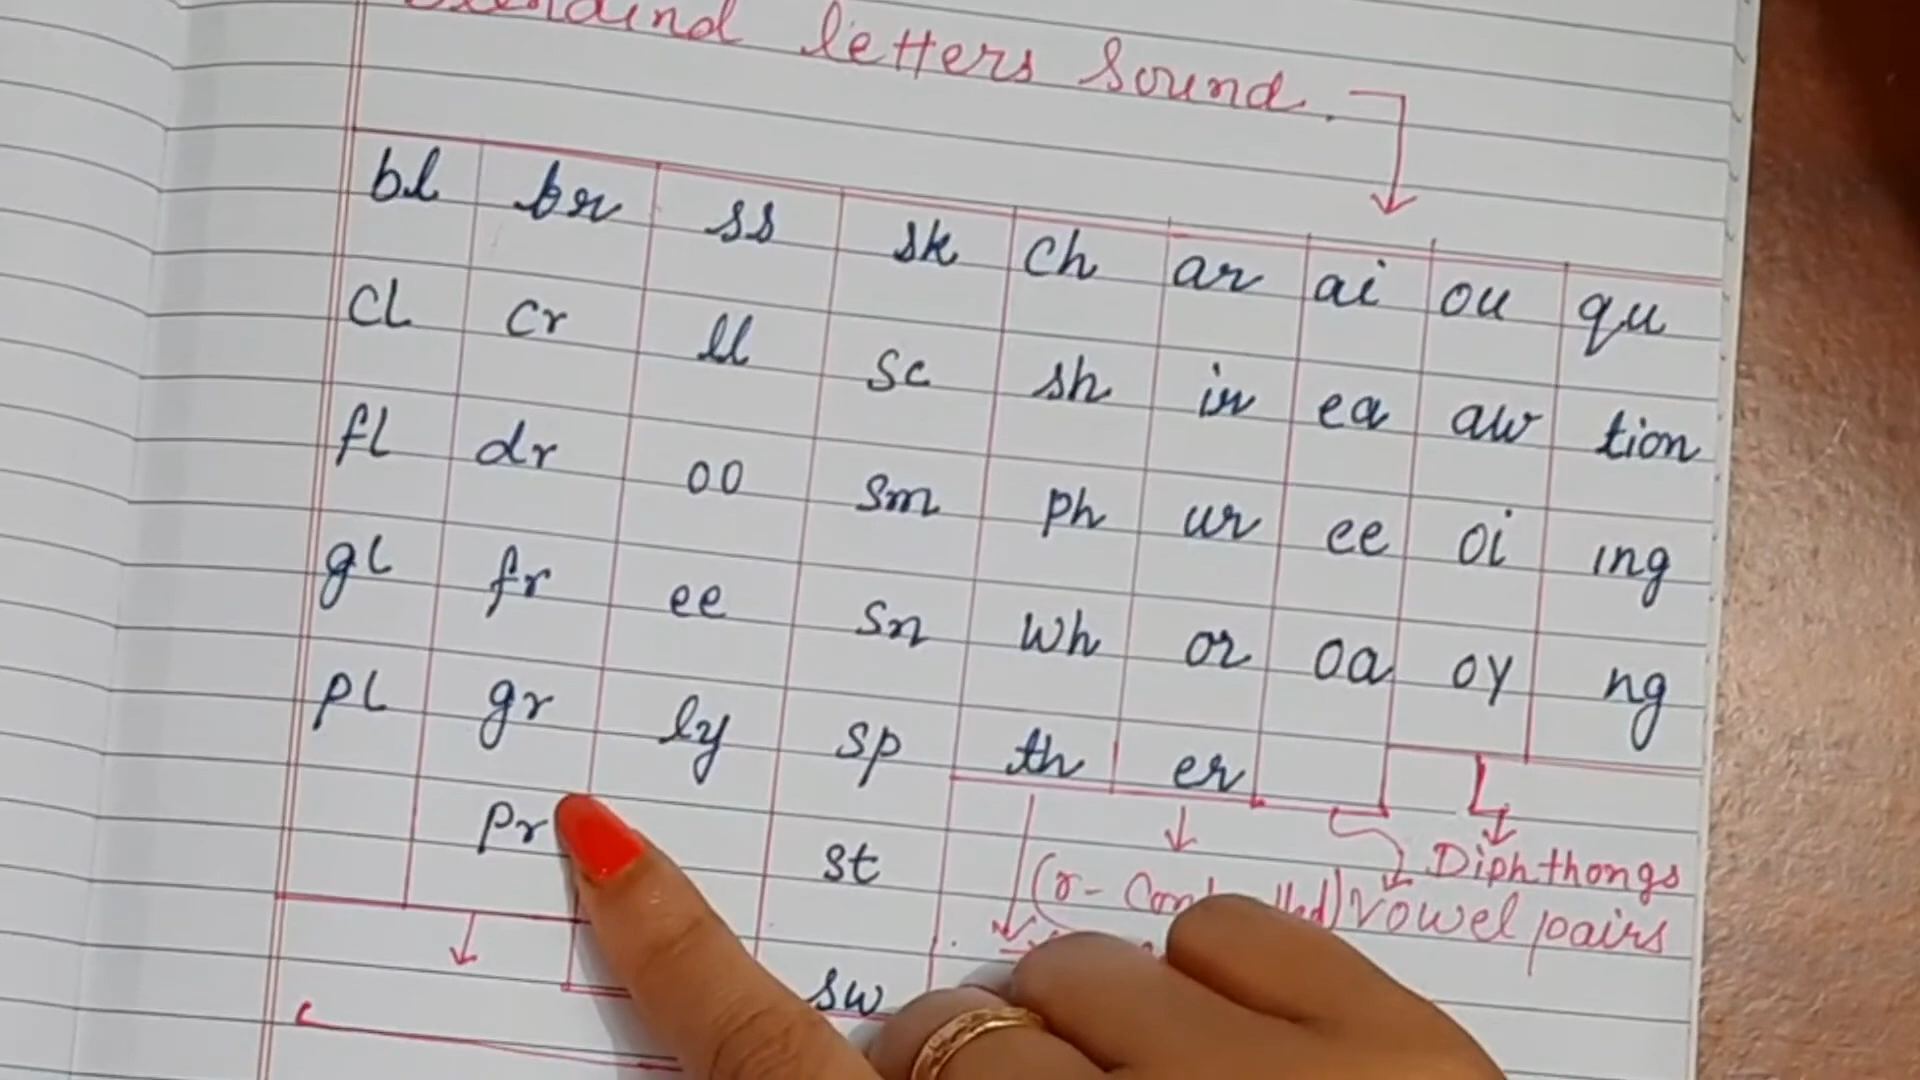 letters Sound.
bl br ss sk ch ar ai ou qu
cl cr ll sc sh ir ea aw tion
fl dr oo sm ph ur ee oi ing
gl fr ee sn wh or oa oy ng
pl gr ly sp th er
pr st
sw
Diphthongs
(r- Vowel pairs